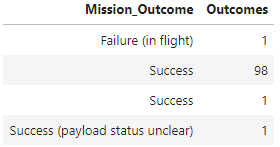 Mission_Outcome Outcomes
Failure (in flight) 1
Success 98
Success 1
Success (payload status unclear) 1